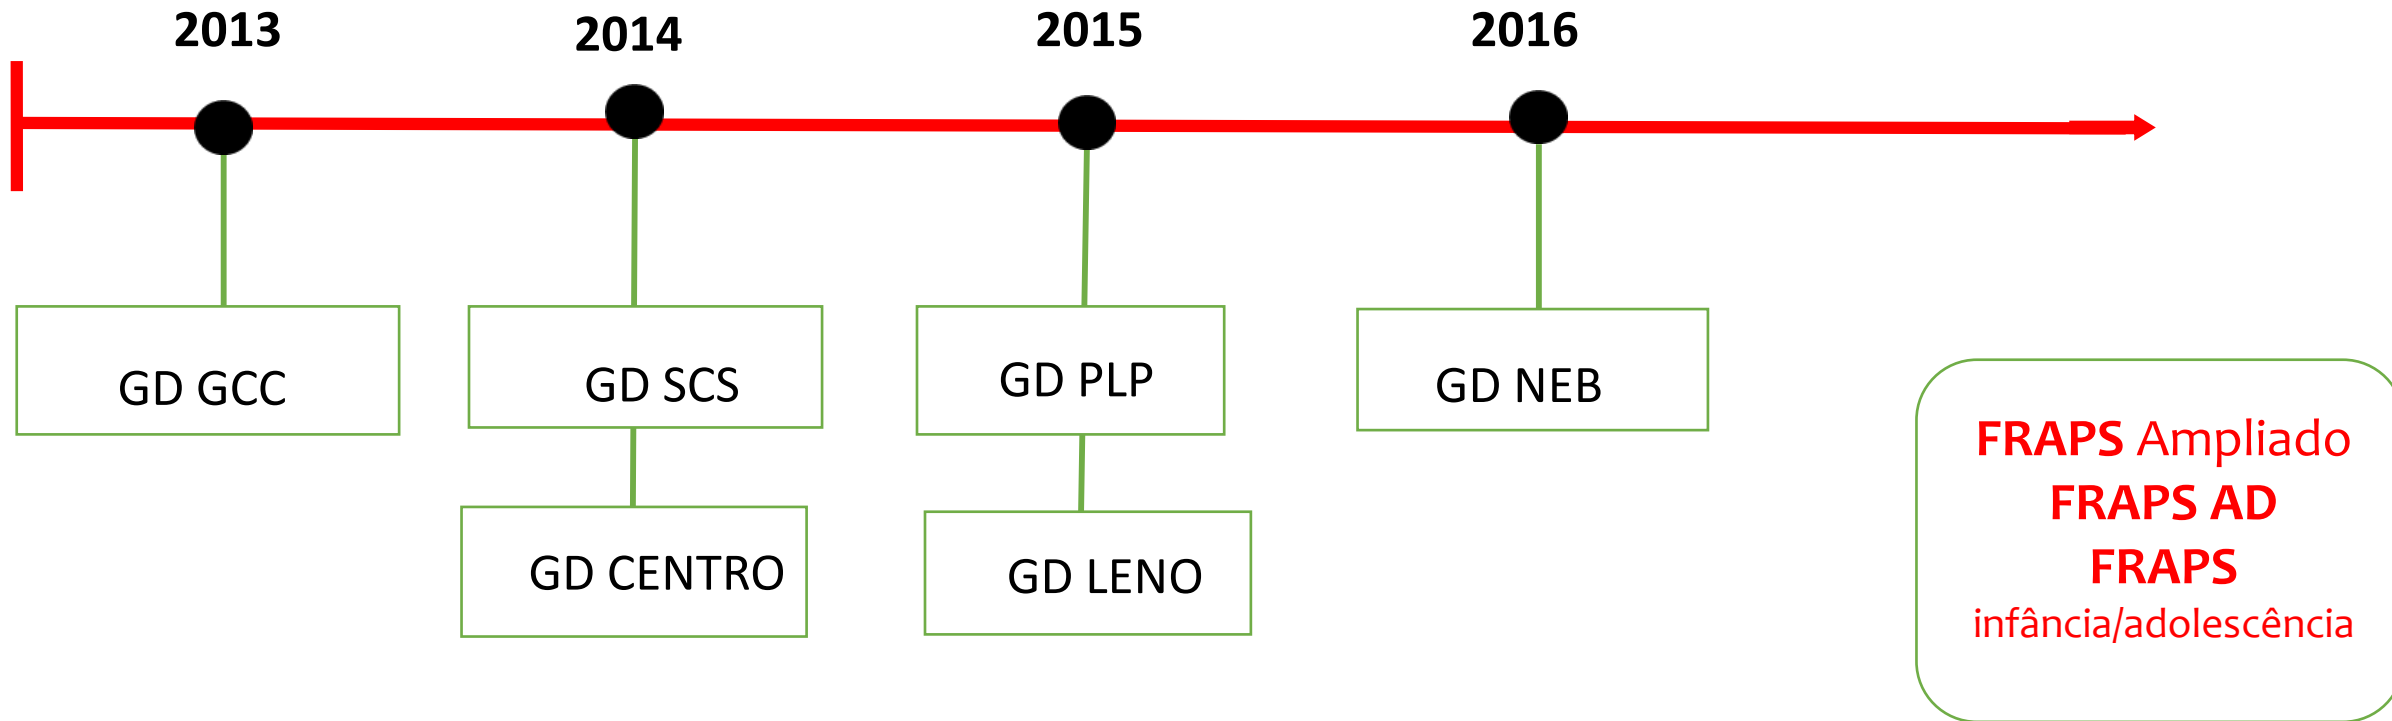 2013
2014
2015
2016
GD GCC
GD SCS
GD PLP
GD NEB
GD CENTRO
GD LENO
FRAPS Ampliado
FRAPS AD
FRAPS
infância/adolescência